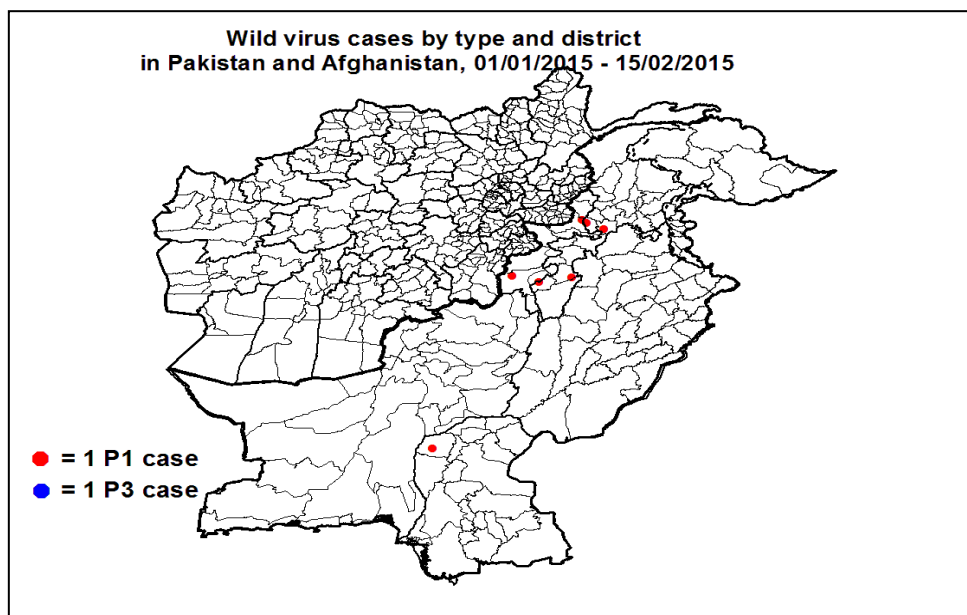 Wild virus cases by type and district
in Pakistan and Afghanistan, 01/01/2015 - 15/02/2015
= 1 P1 case
= 1 P3 case